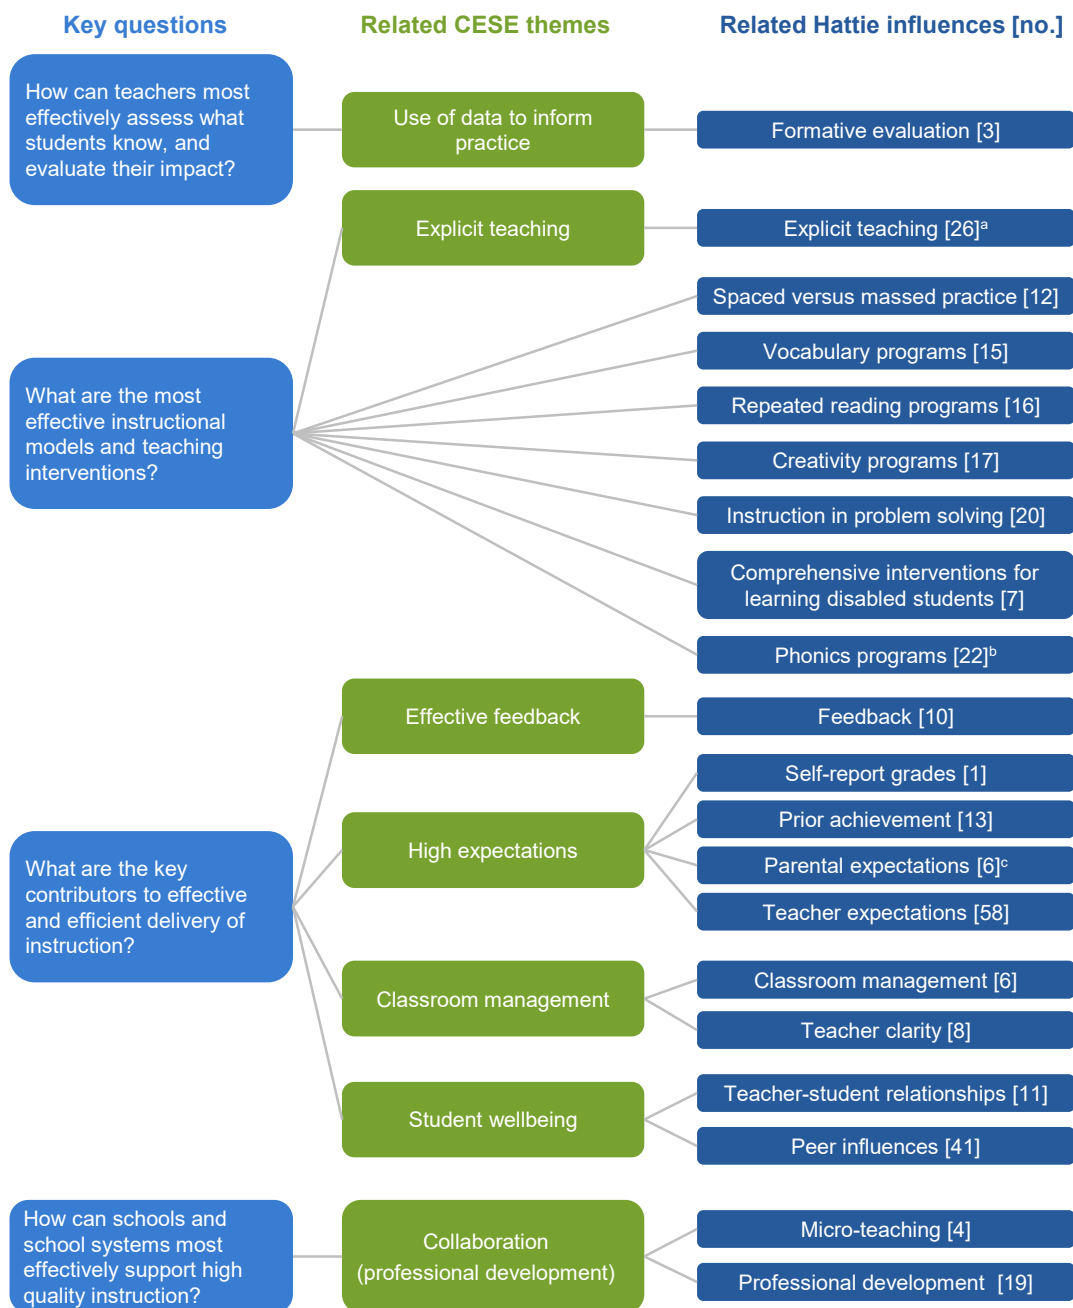 Key questions
Related CESE themes
Related Hattie influences [no.]
How can teachers most
effectively assess what
students know, and
evaluate their impact?
Use of data to inform
practice
Formative evaluation [3]
Explicit teaching
Explicit teaching [26]ᵃ
What are the most
effective instructional
models and teaching
interventions?
Spaced versus massed practice [12]
Vocabulary programs [15]
Repeated reading programs [16]
Creativity programs [17]
Instruction in problem solving [20]
Comprehensive interventions for
learning disabled students [7]
Phonics programs [22]ᵇ
What are the key
contributors to effective
and efficient delivery of
instruction?
Effective feedback
Feedback [10]
High expectations
Self-report grades [1]
Prior achievement [13]
Parental expectations [6]ᶜ
Teacher expectations [58]
Classroom management
Classroom management [6]
Teacher clarity [8]
Student wellbeing
Teacher-student relationships [11]
Peer influences [41]
How can schools and
school systems most
effectively support high
quality instruction?
Collaboration
(professional development)
Micro-teaching [4]
Professional development [19]